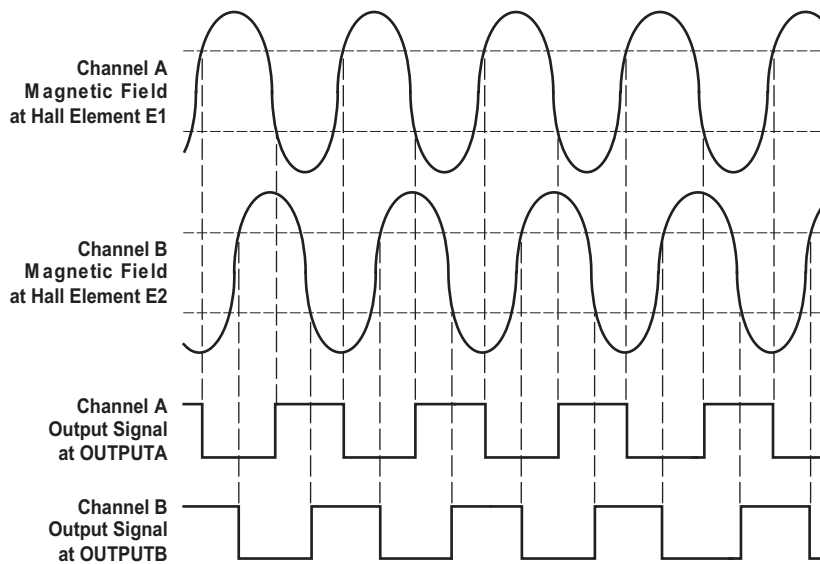 Channel A
Magnetic Field
at Hall Element E1
Channel B
Magnetic Field
at Hall Element E2
Channel A
Output Signal
at OUTPUTA
Channel B
Output Signal
at OUTPUTB